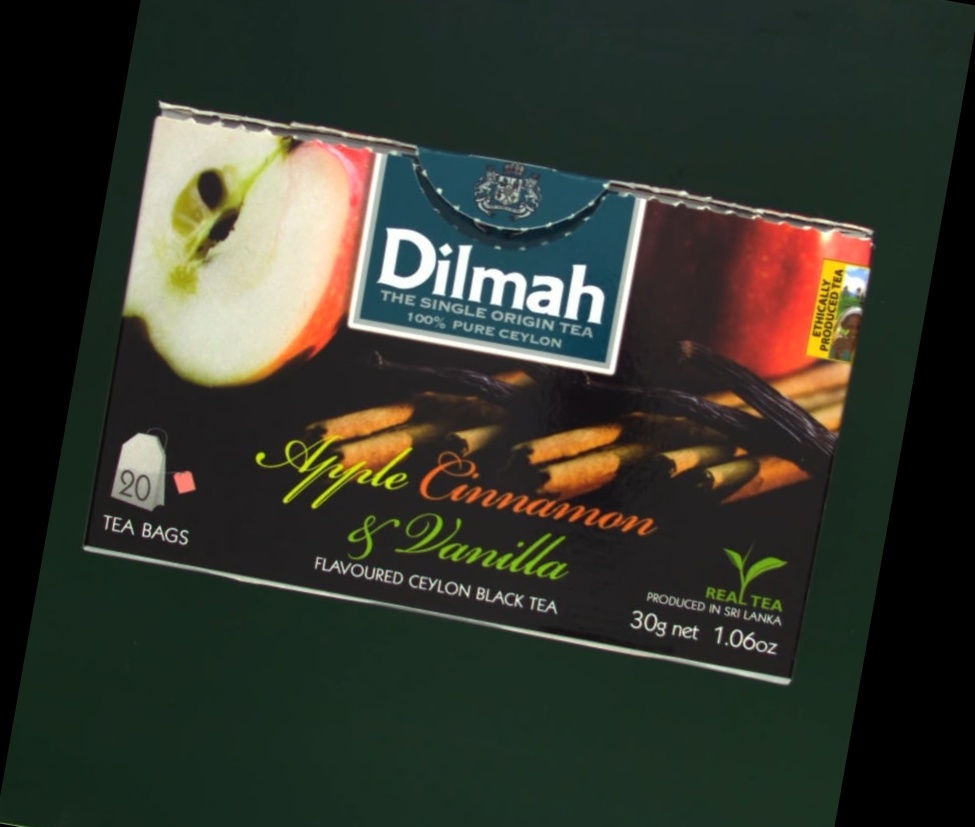 Dilmah
THE SINGLE ORIGIN TEA
100% PURE CEYLON
ETHICALLY
PRODUCED TEA
20
TEA BAGS
Apple Cinnamon
& Vanilla
FLAVOURED CEYLON BLACK TEA
REAL TEA
PRODUCED IN SRI LANKA
30g net 1.06oz